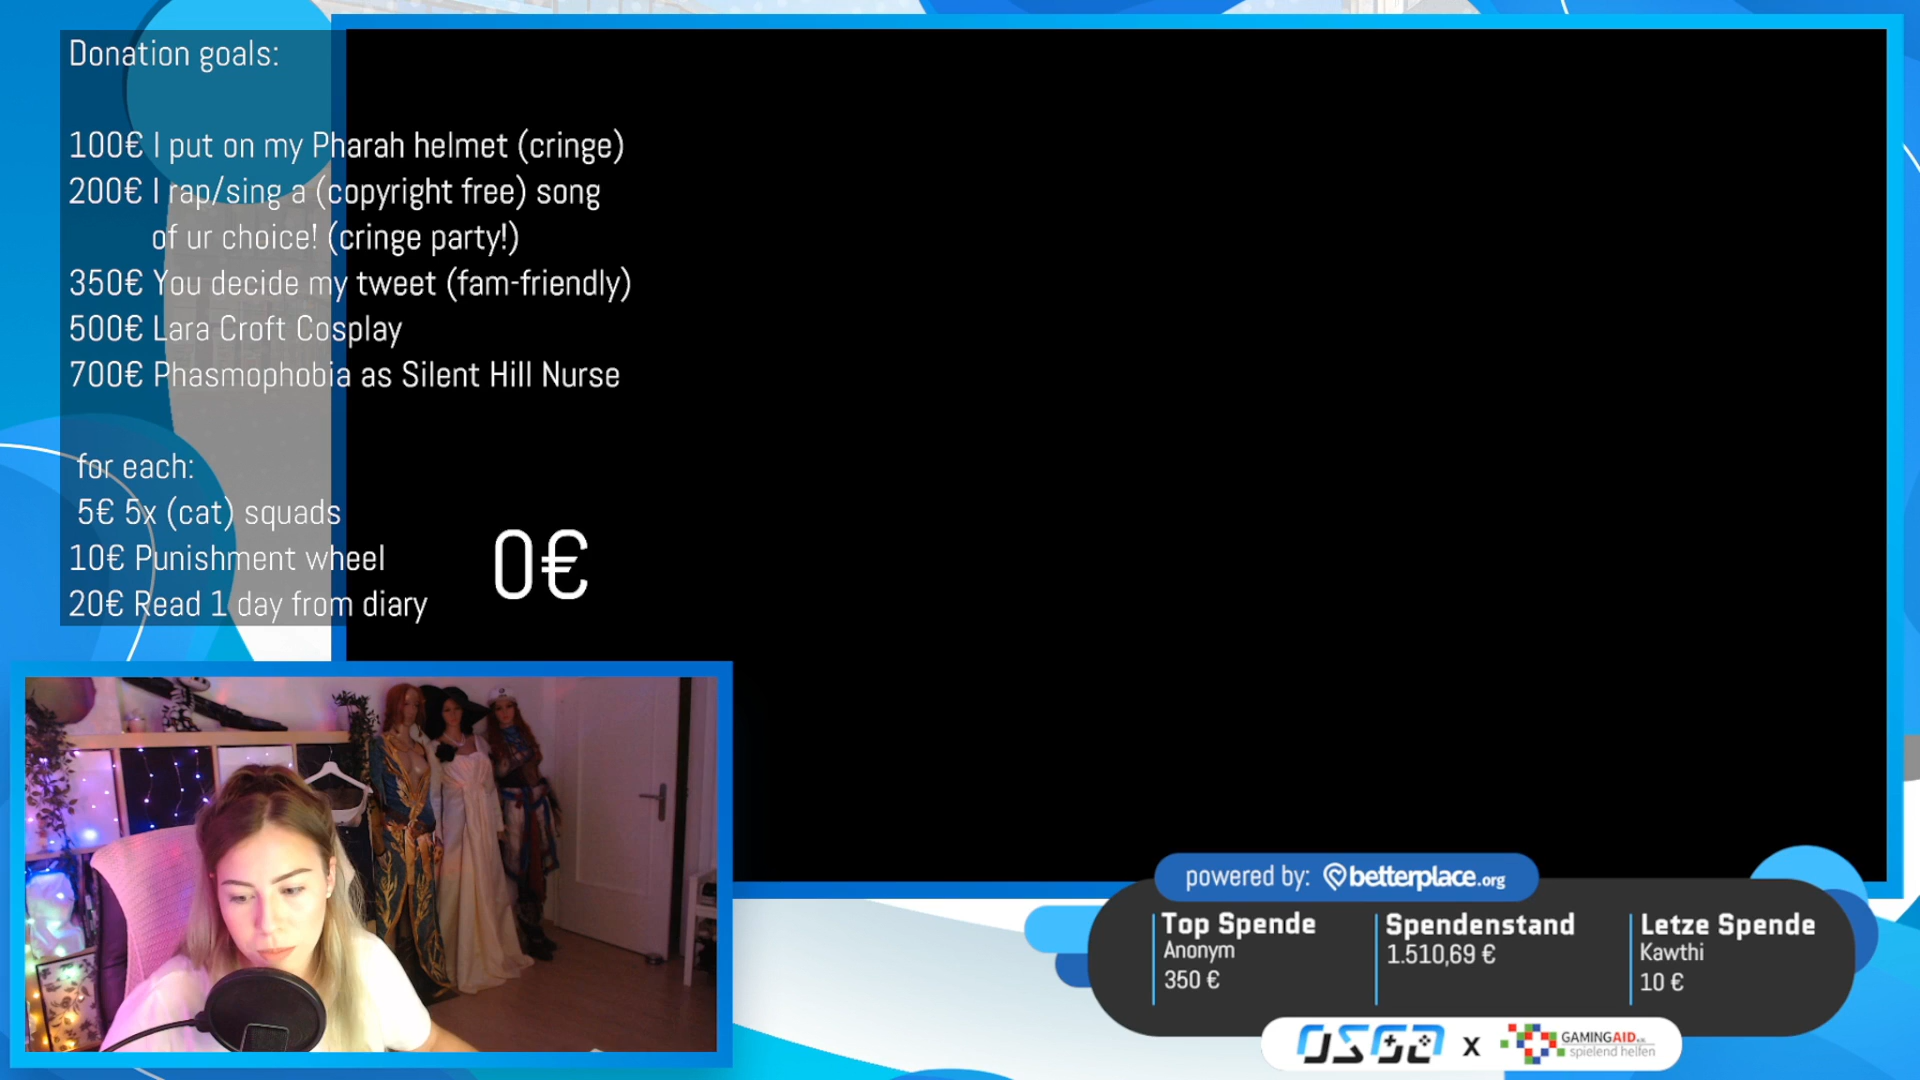 Donation goals:
100€ I put on my Pharah helmet (cringe)
200€ I rap/sing a (copyright free) song
of ur choice! (cringe party!)
350€ You decide my tweet (fam-friendly)
500€ Lara Croft Cosplay
700€ Phasmophobia as Silent Hill Nurse
for each:
5€ 5x (cat) squads
10€ Punishment wheel
20€ Read 1 day from diary
0€
powered by: betterplace.org
Top Spende
Anonym
350 €
Spendenstand
1.510,69 €
Letze Spende
Kawthi
10 €
x
GAMINGAID e.V.
spielend helfen